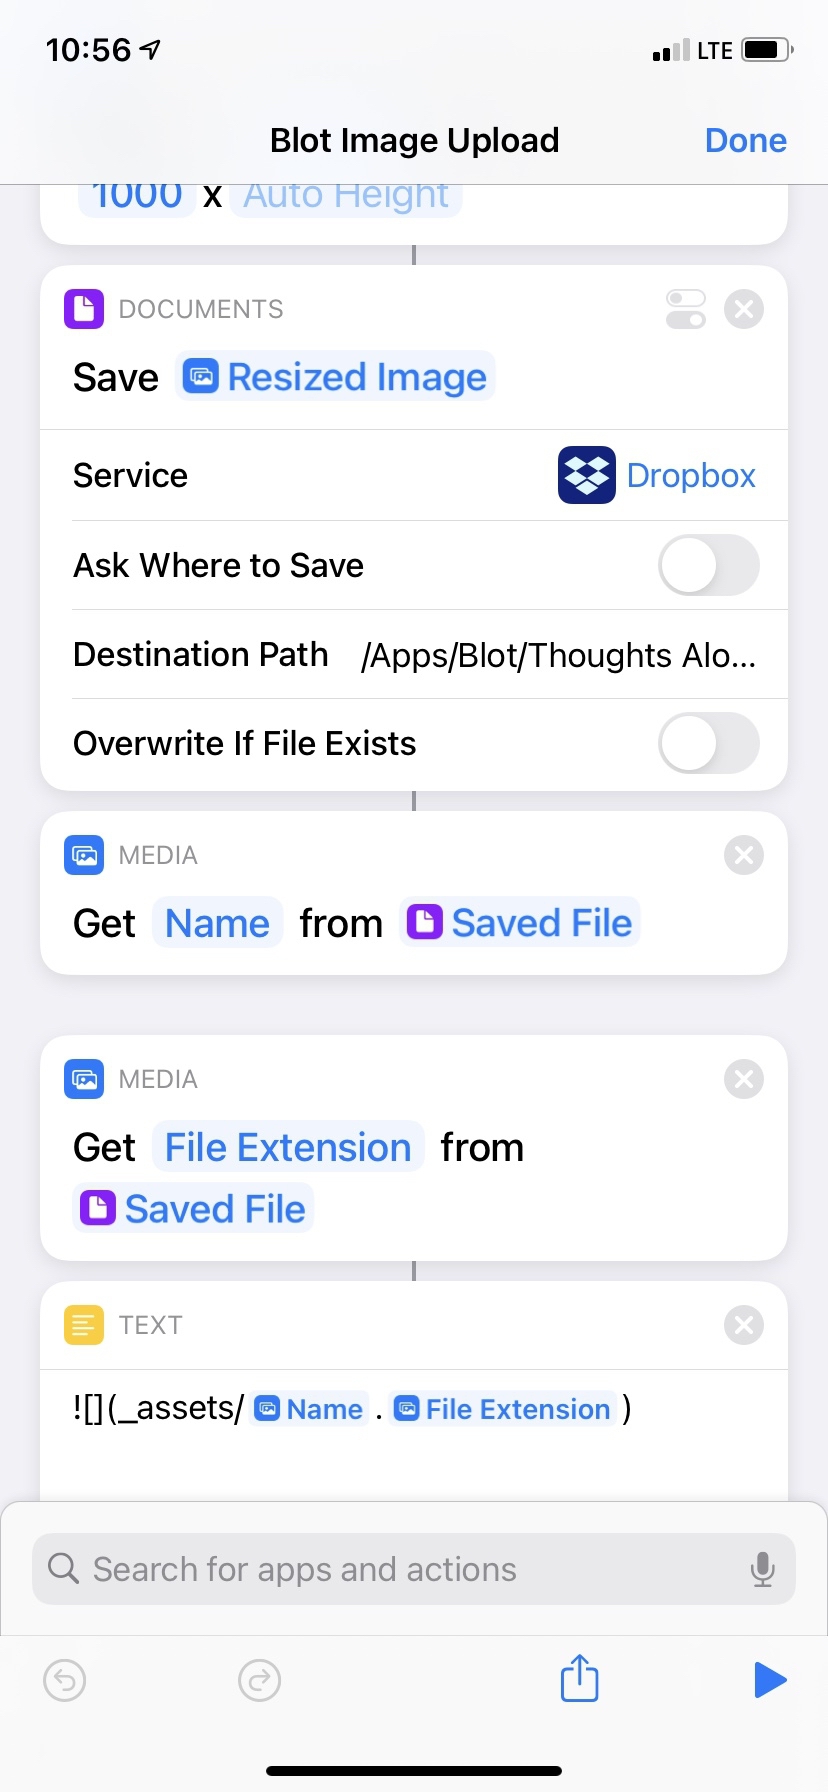 10:56
LTE
Blot Image Upload
Done
1000 x Auto Height
DOCUMENTS
Save Resized Image
Service
Dropbox
Ask Where to Save
Destination Path /Apps/Blot/Thoughts Alo...
Overwrite If File Exists
MEDIA
Get Name from Saved File
MEDIA
Get File Extension from
Saved File
TEXT
![](_assets/ Name . File Extension )
Search for apps and actions